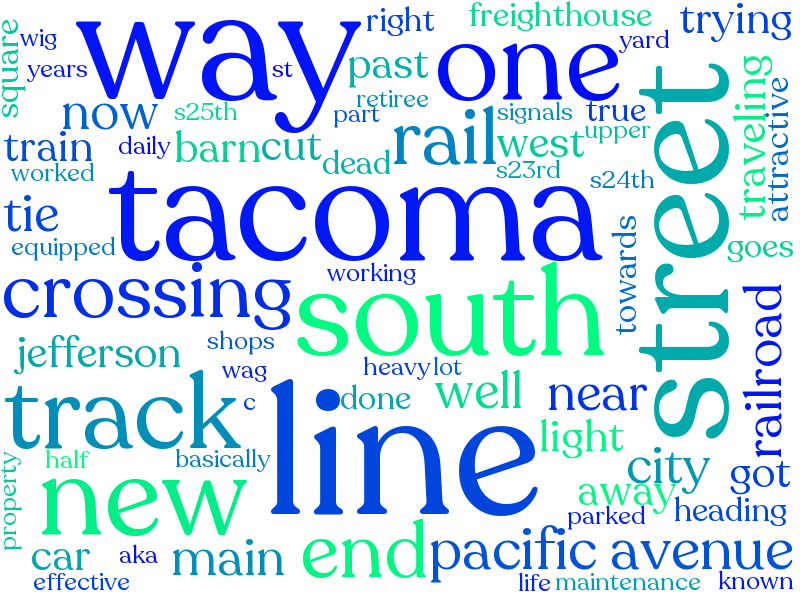 square
wig
years
way
st
right
past
retiree
freighthouse
one
yard
trying
now
s25th
part
signals
true
traveling
attractive
train
daily
barn
cut
dead
rail
west
upper
street
worked
s23rd
s24th
tie
tacoma
equipped
towards
goes
crossing
working
south
jefferson
shops
wag
heavy
lot
railroad
c
done
well
near
track
line
light
property
half
basically
city
got
new
away
parked
heading
car
aka
main
end
pacific
avenue
effective
life
maintenance
known